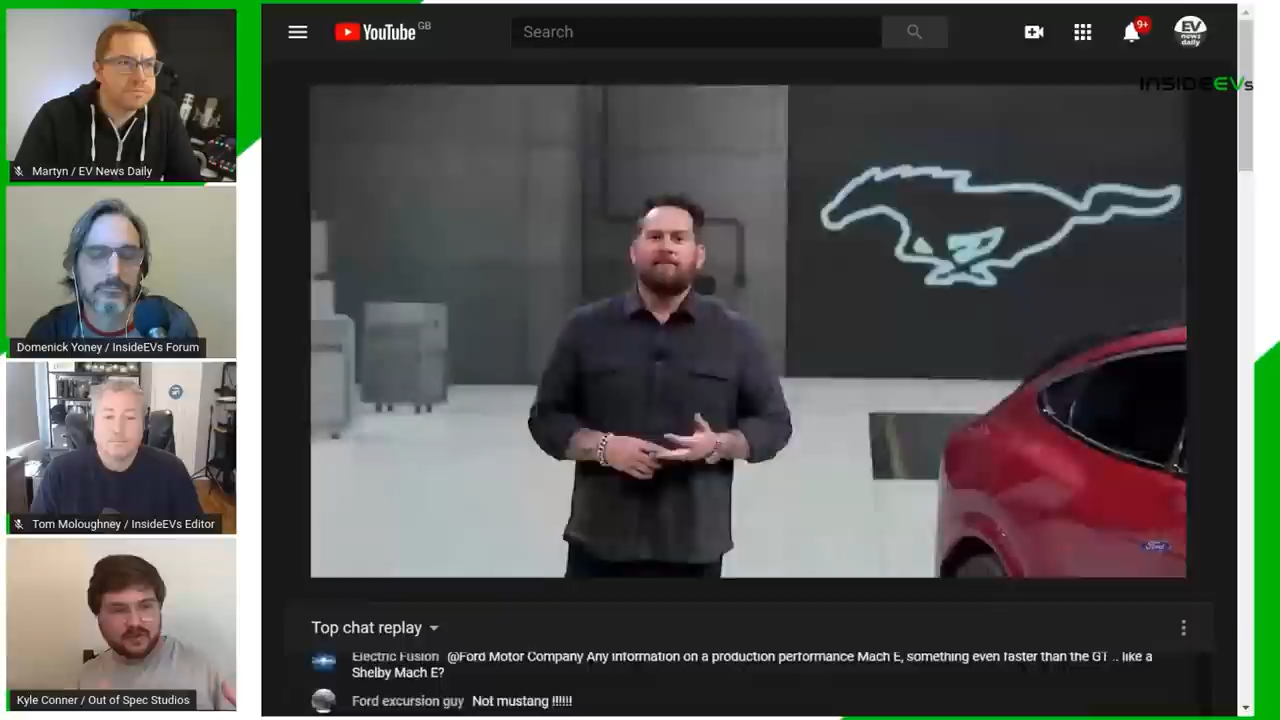 Martyn / EV News Daily
Domenick Yoney / InsideEVs Forum
Tom Moloughney / InsideEVs Editor
Kyle Conner / Out of Spec Studios
YouTube GB
Search
9+
EV
news
daily
INSIDEEVs
Ford
Top chat replay
Electric Fusion @Ford Motor Company Any information on a production performance Mach E, something even faster than the GT .. like a
Shelby Mach E?
Ford excursion guy Not mustang !!!!!!